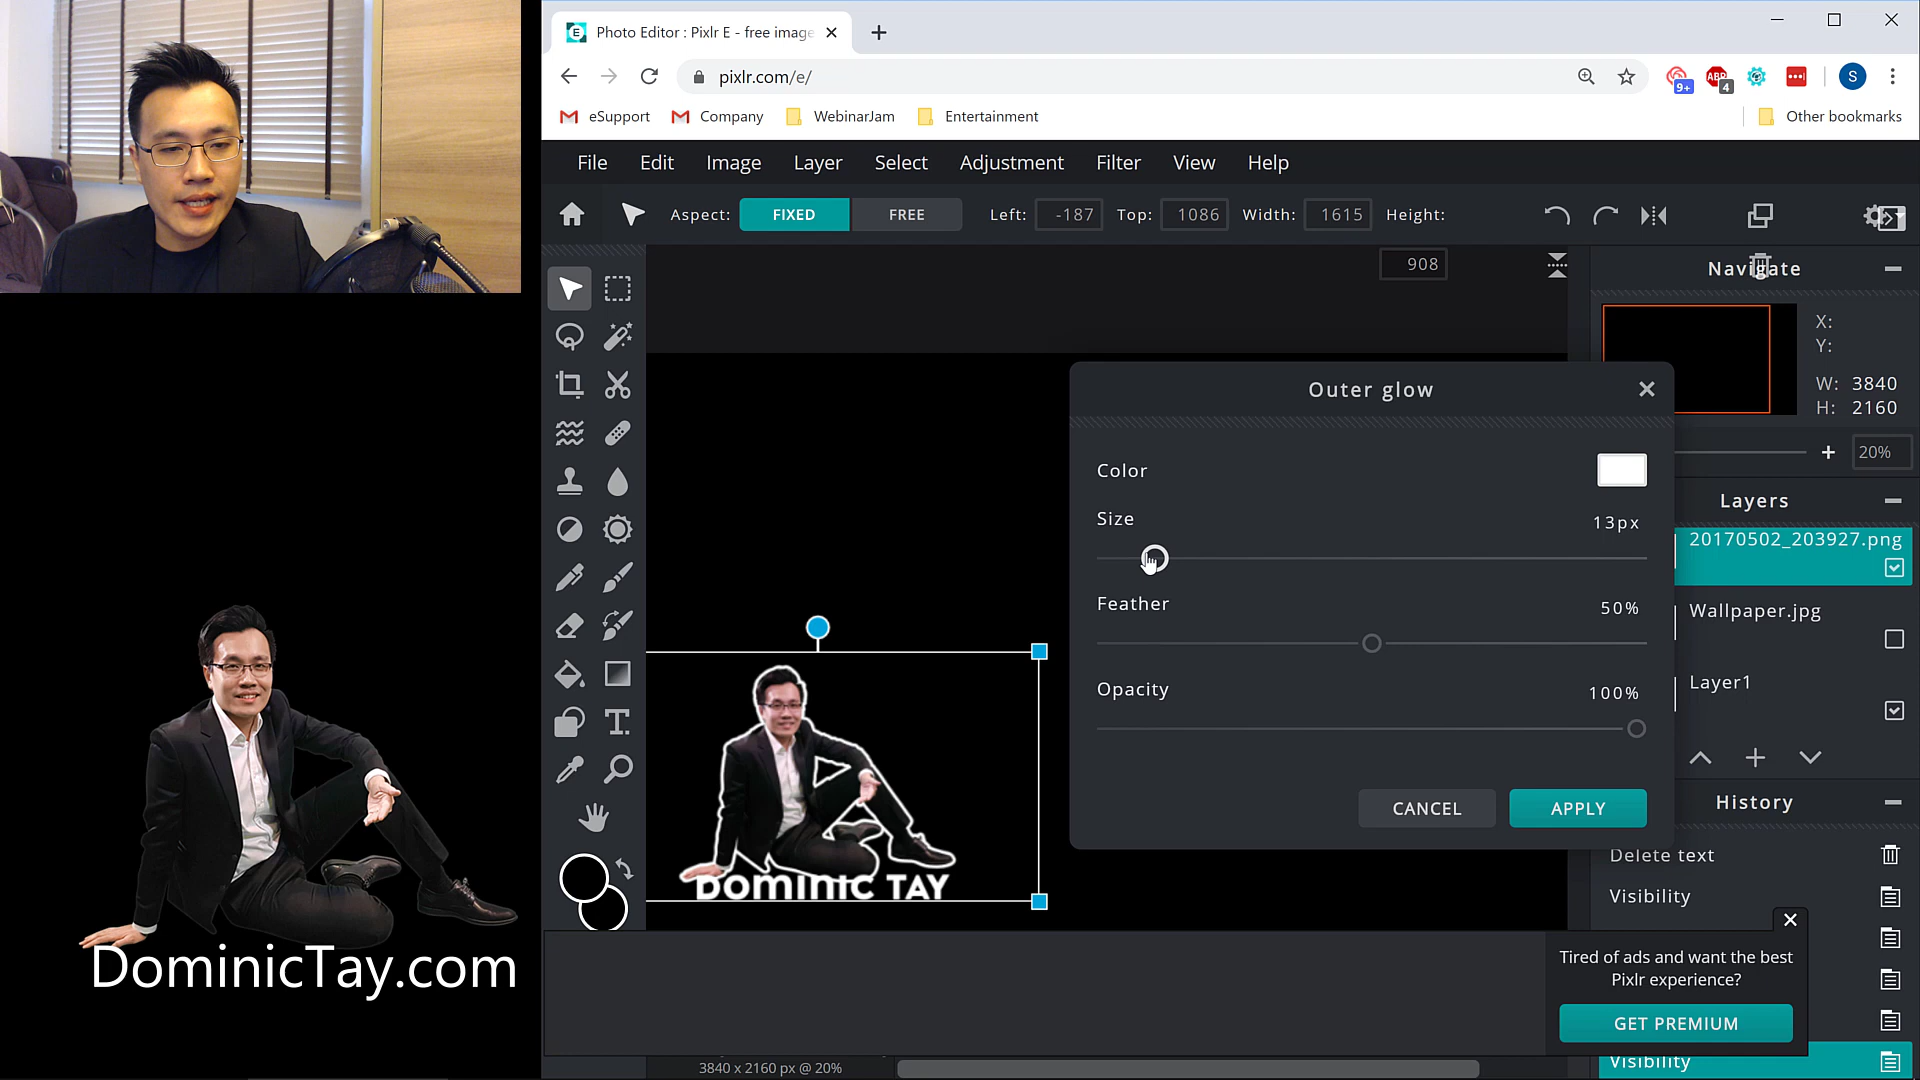 Photo Editor : Pixlr E - free image
pixlr.com/e/
9+
4
S
eSupport
Company
WebinarJam
Entertainment
Other bookmarks
File
Edit
Image
Layer
Select
Adjustment
Filter
View
Help
Aspect:
FIXED
FREE
Left:
-187
Top:
1086
Width:
1615
Height:
908
Navigate
X:
Y:
W: 3840
H: 2160
20%
Outer glow
Color
Size
13px
Feather
50%
Opacity
100%
CANCEL
APPLY
Layers
20170502_203927.png
Wallpaper.jpg
Layer1
History
Delete text
Visibility
Visibility
Tired of ads and want the best
Pixlr experience?
GET PREMIUM
3840 x 2160 px @ 20%
DOMINIC TAY
DominicTay.com